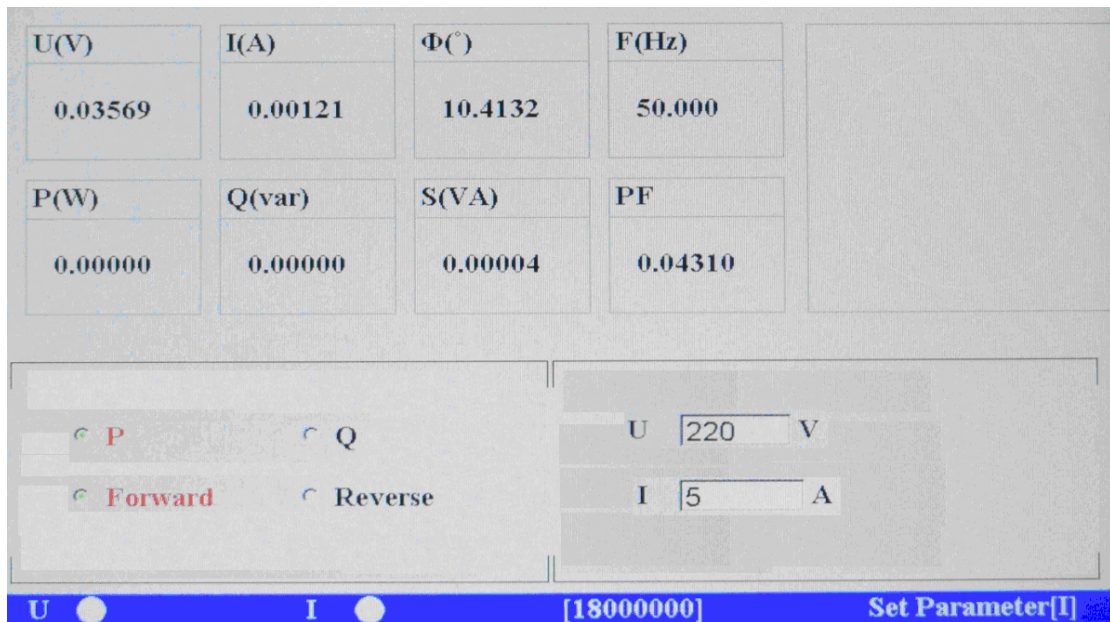 U(V) I(A) Φ(°) F(Hz)
0.03569 0.00121 10.4132 50.000
P(W) Q(var) S(VA) PF
0.00000 0.00000 0.00004 0.04310
P Q U 220 V
Forward Reverse I 5 A
U I [18000000] Set Parameter[I]